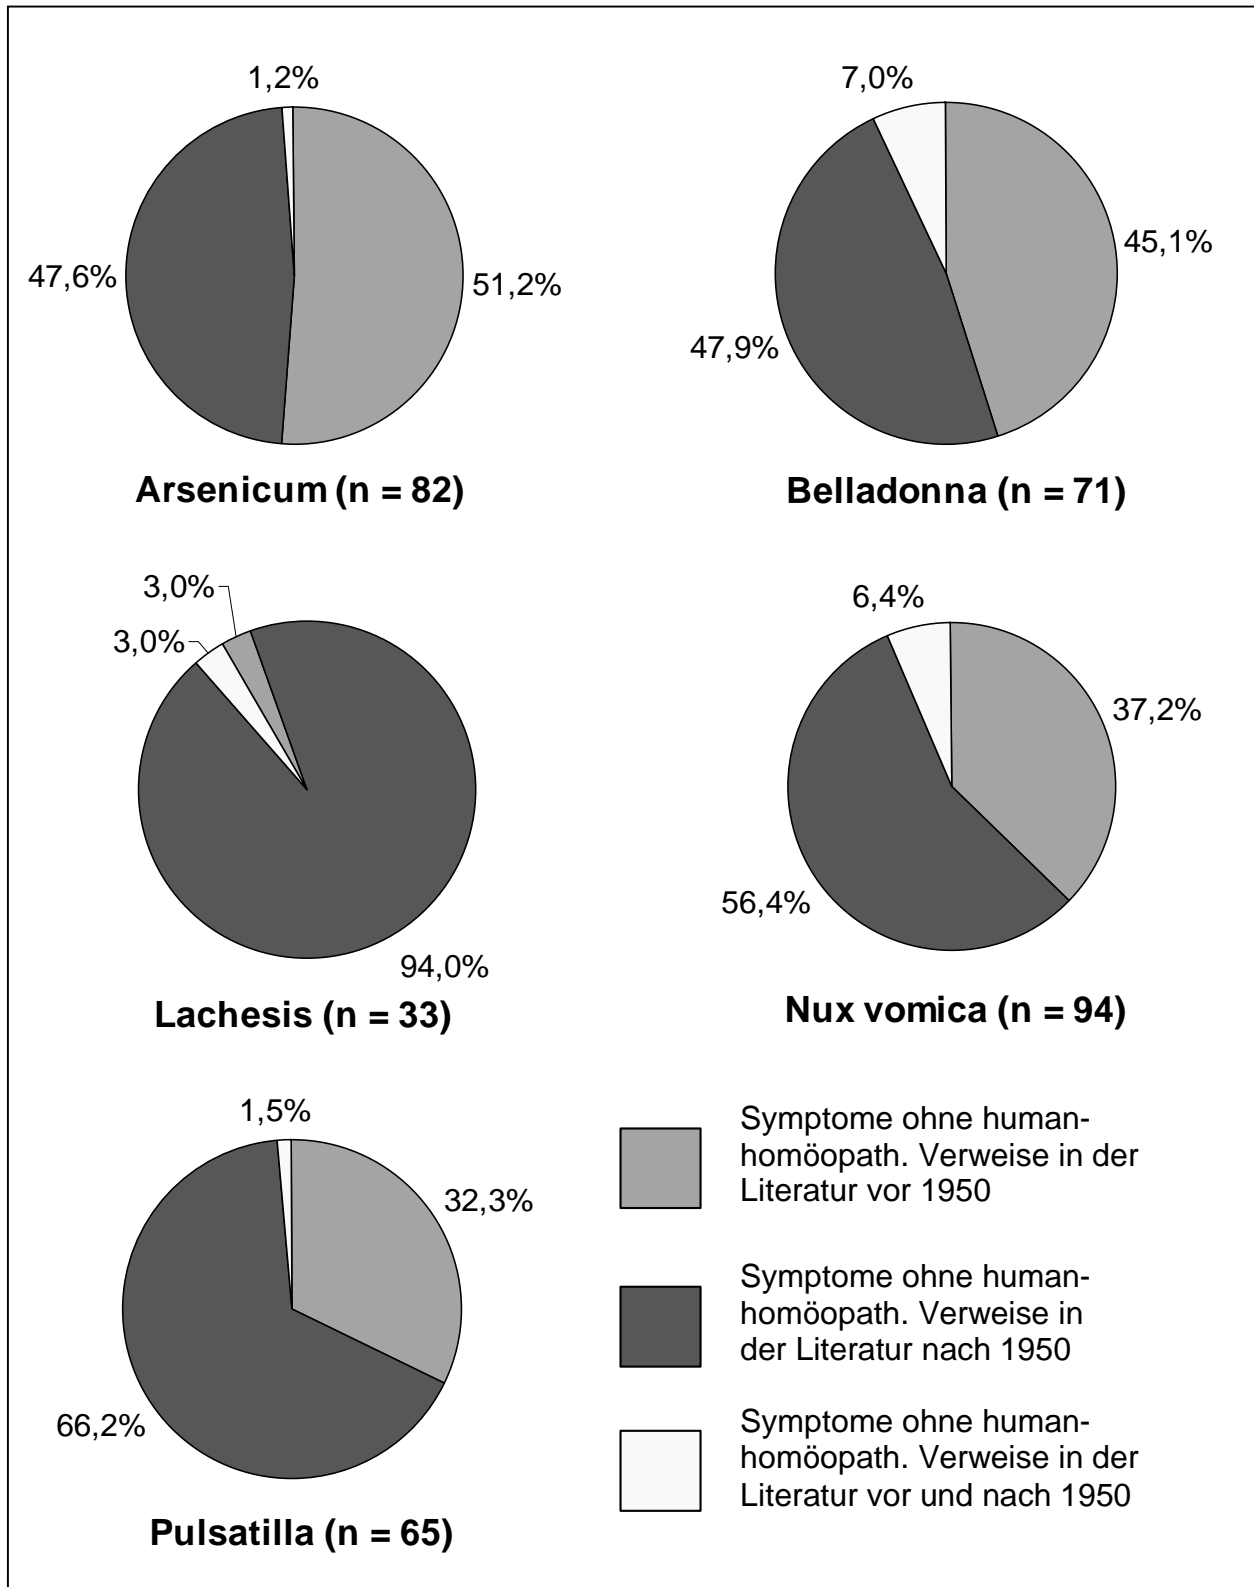 1,2%
47,6%
51,2%
Arsenicum (n = 82)
7,0%
45,1%
47,9%
Belladonna (n = 71)
3,0%
3,0%
94,0%
Lachesis (n = 33)
6,4%
37,2%
56,4%
Nux vomica (n = 94)
1,5%
32,3%
66,2%
Pulsatilla (n = 65)
Symptome ohne human-
homöopath. Verweise in der
Literatur vor 1950
Symptome ohne human-
homöopath. Verweise in
der Literatur nach 1950
Symptome ohne human-
homöopath. Verweise in der
Literatur vor und nach 1950